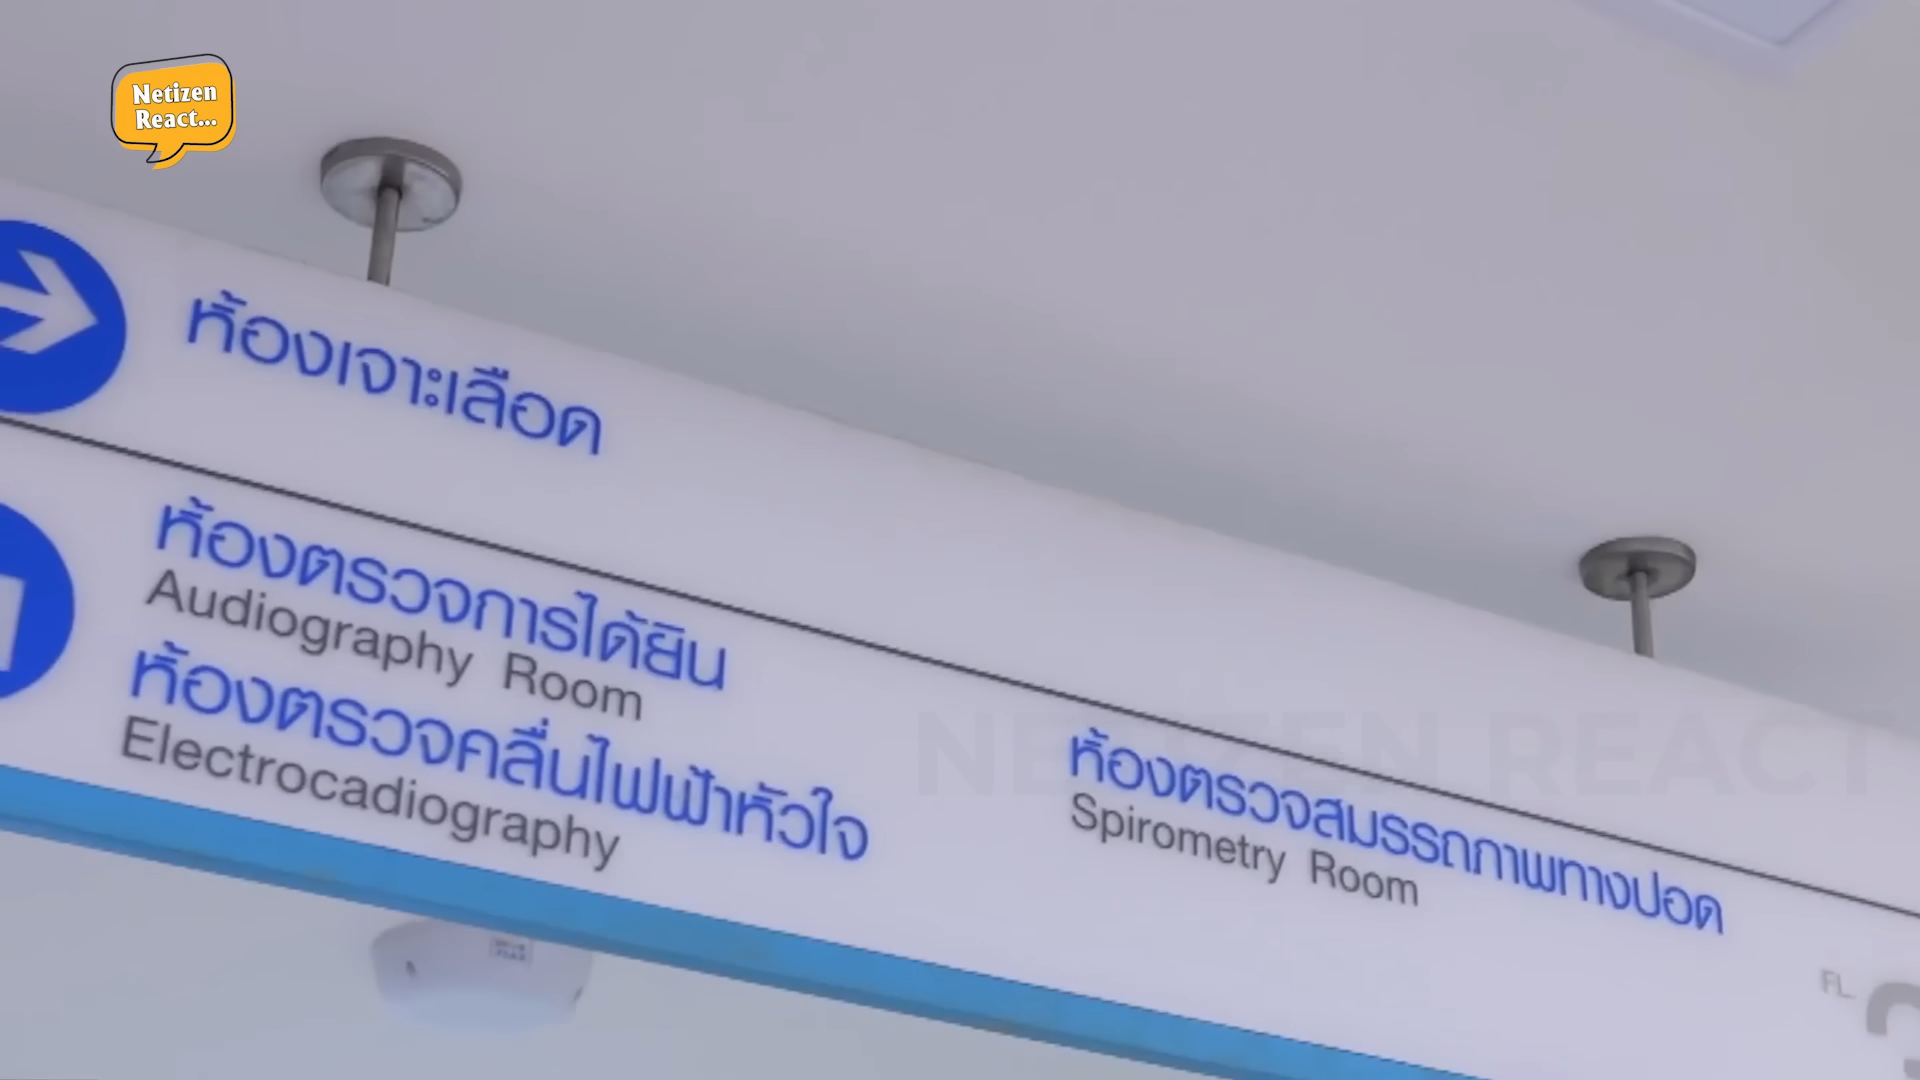 Netizen
React...
ห้องเจาะเลือด
ห้องตรวจการได้ยิน
Audiography Room
ห้องตรวจคลื่นไฟฟ้าหัวใจ
Electrocadiography
ห้องตรวจสมรรถภาพทางปอด
Spirometry Room
NETIZEN REACT
FL.